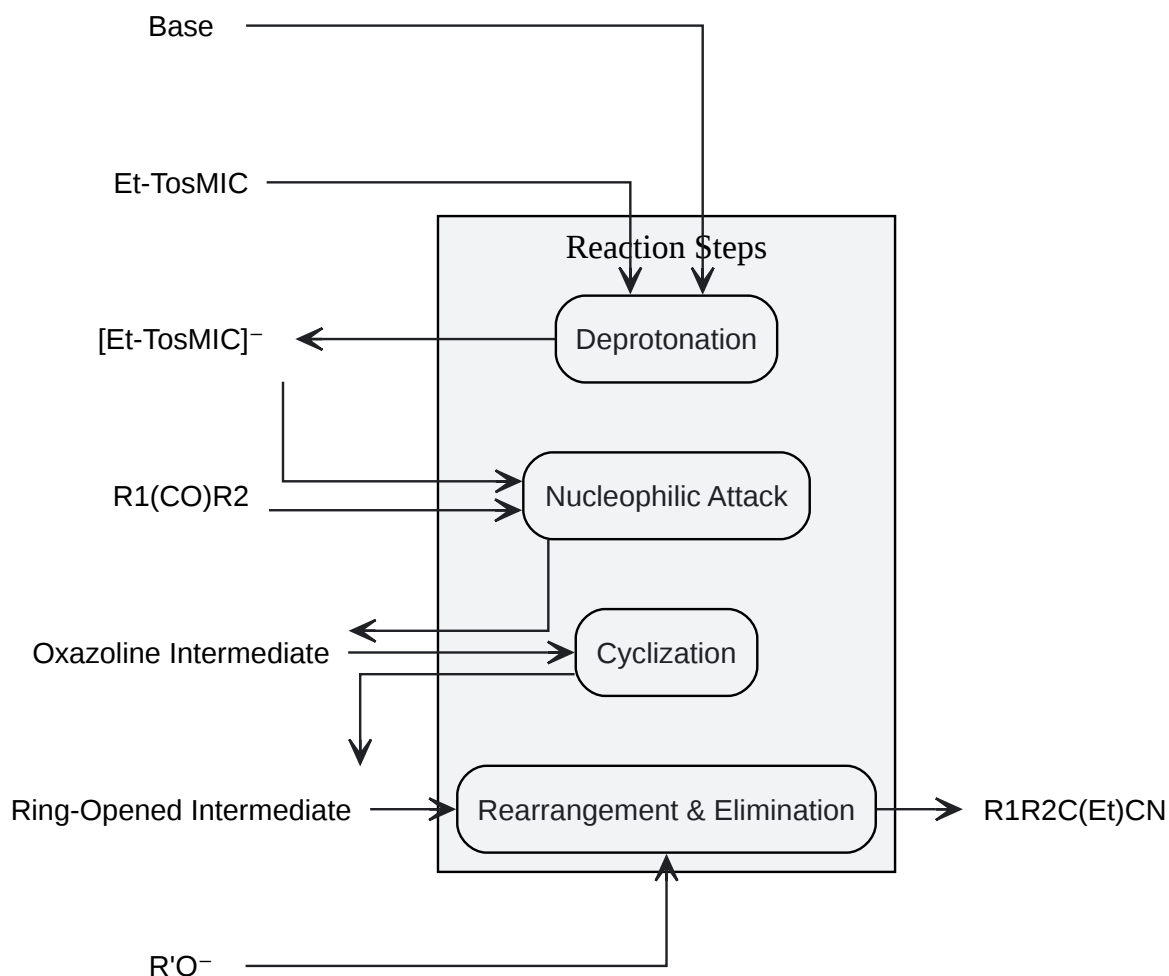 Base
Et-TosMIC
Reaction Steps
Deprotonation
[Et-TosMIC]⁻
Nucleophilic Attack
R1(CO)R2
Cyclization
Oxazoline Intermediate
Ring-Opened Intermediate
Rearrangement & Elimination
R1R2C(Et)CN
R'O⁻